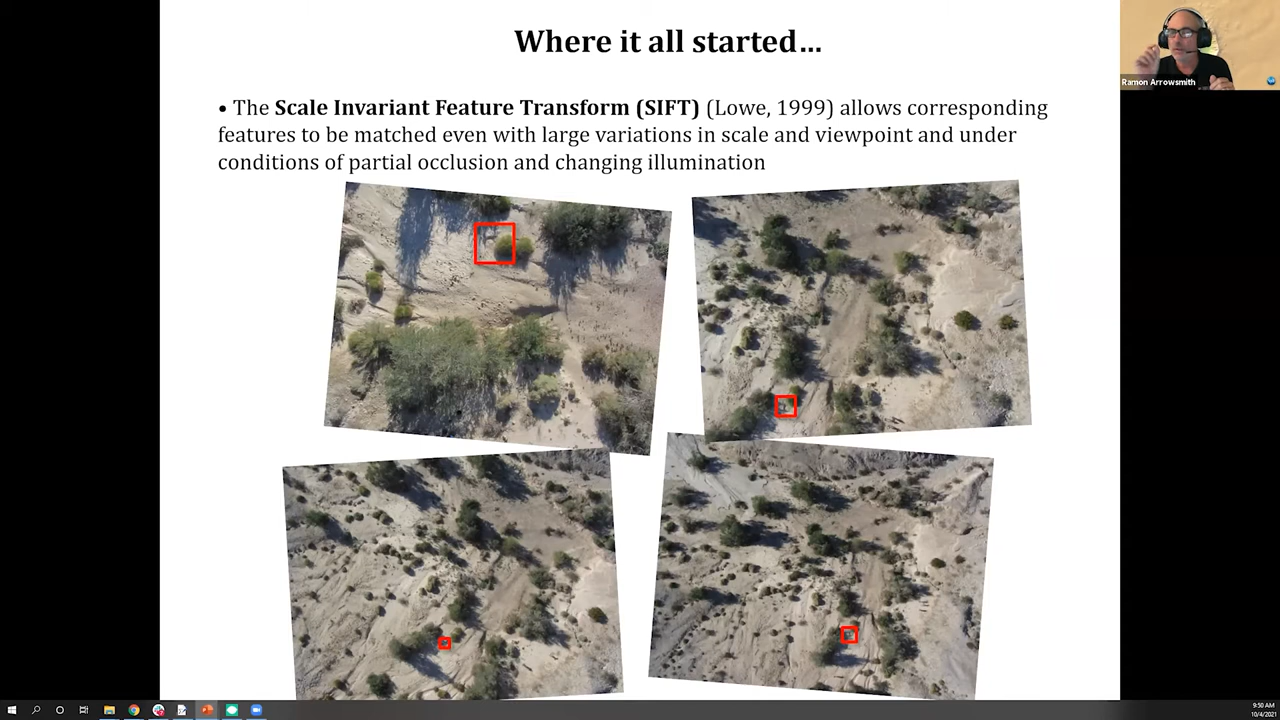 Where it all started…
• The Scale Invariant Feature Transform (SIFT) (Lowe, 1999) allows corresponding
features to be matched even with large variations in scale and viewpoint and under
conditions of partial occlusion and changing illumination
Ramon Arrowsmith
9:50 AM
10/4/2021